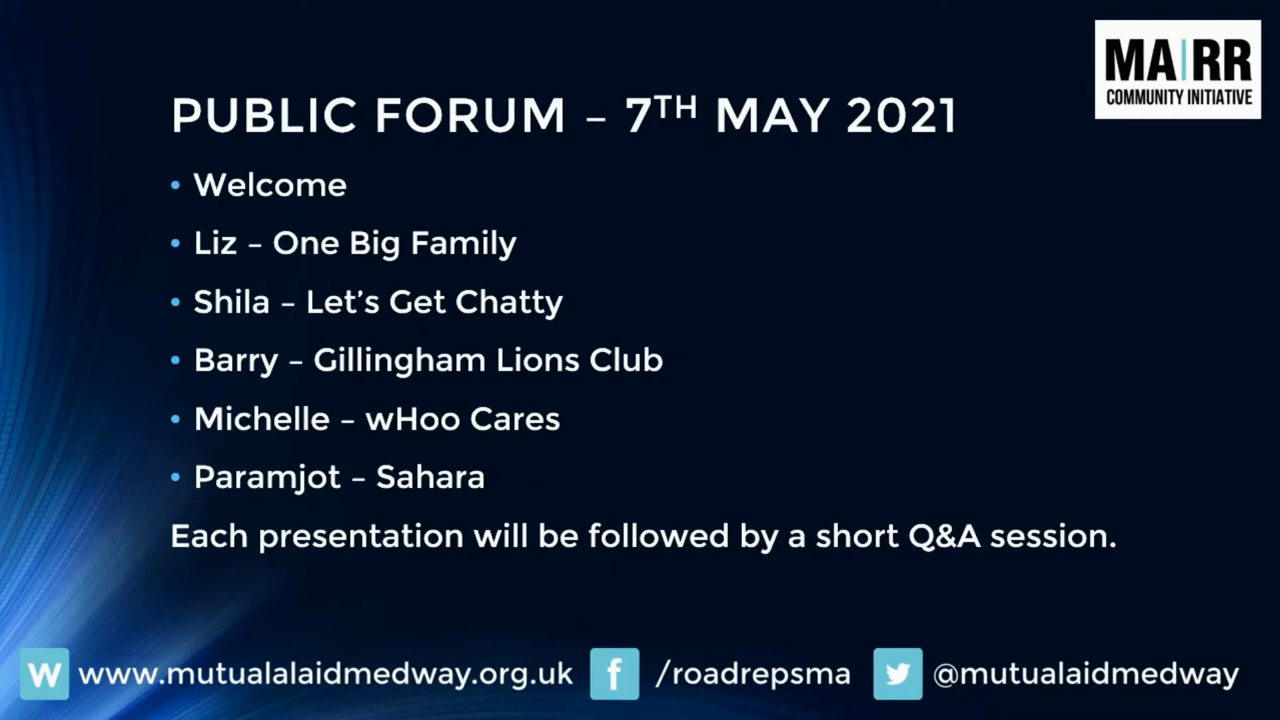 MA|RR
COMMUNITY INITIATIVE
PUBLIC FORUM – 7TH MAY 2021
• Welcome
• Liz – One Big Family
• Shila – Let's Get Chatty
• Barry – Gillingham Lions Club
• Michelle – wHoo Cares
• Paramjot – Sahara
Each presentation will be followed by a short Q&A session.
W www.mutualalaidmedway.org.uk f /roadrepsma @mutualaidmedway